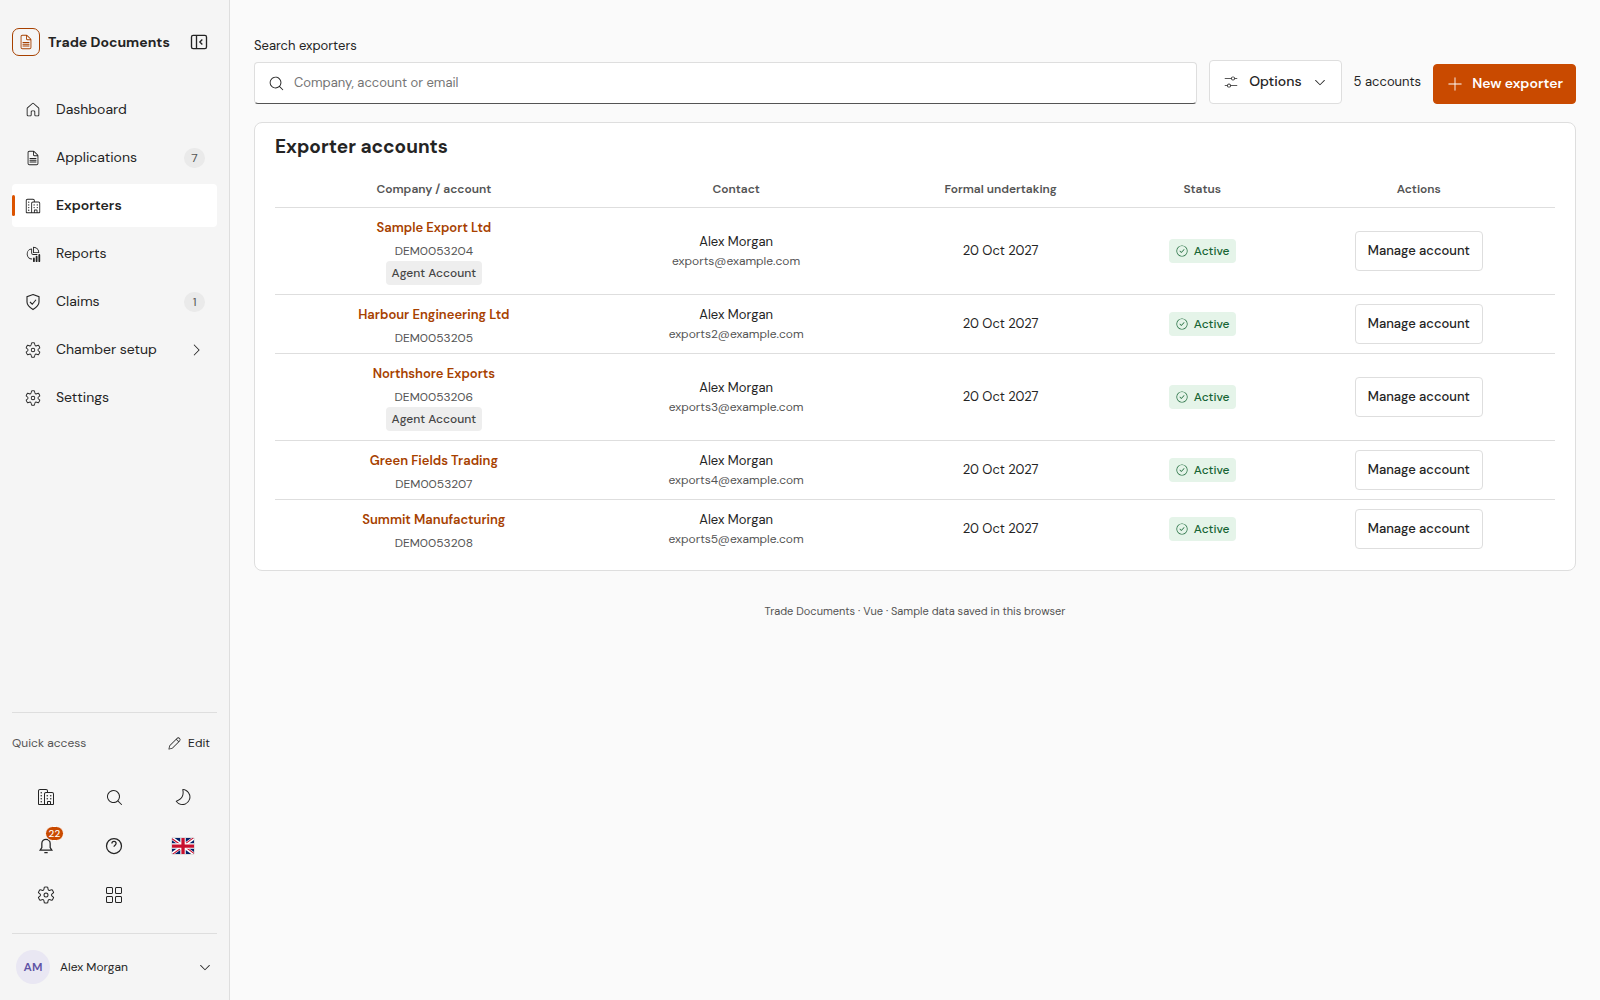 Trade Documents
Dashboard
Applications 7
Exporters
Reports
Claims 1
Chamber setup
Settings
Quick access Edit
22
AM Alex Morgan
Search exporters
Company, account or email
Options 5 accounts New exporter
Exporter accounts
Company / account Contact Formal undertaking Status Actions
Sample Export Ltd
DEM0053204
Agent Account
Alex Morgan
exports@example.com
20 Oct 2027
Active
Manage account
Harbour Engineering Ltd
DEM0053205
Alex Morgan
exports2@example.com
20 Oct 2027
Active
Manage account
Northshore Exports
DEM0053206
Agent Account
Alex Morgan
exports3@example.com
20 Oct 2027
Active
Manage account
Green Fields Trading
DEM0053207
Alex Morgan
exports4@example.com
20 Oct 2027
Active
Manage account
Summit Manufacturing
DEM0053208
Alex Morgan
exports5@example.com
20 Oct 2027
Active
Manage account
Trade Documents · Vue · Sample data saved in this browser